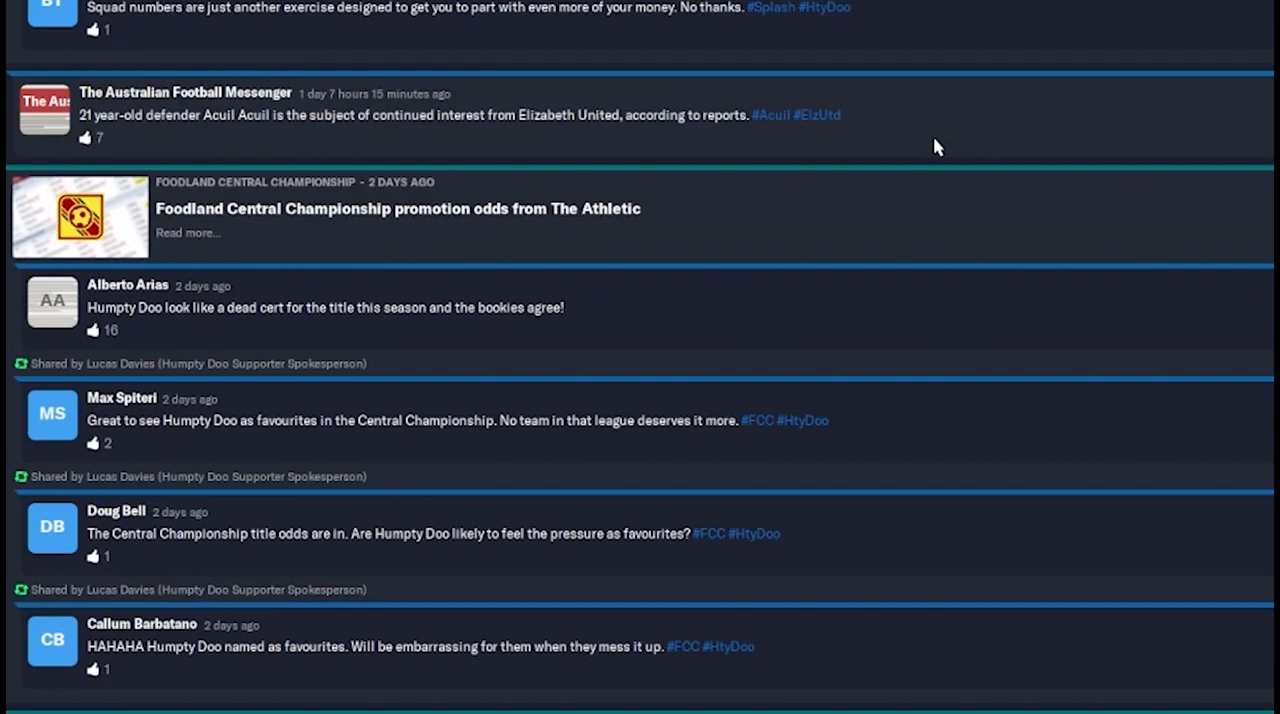 BY
Squad numbers are just another exercise designed to get you to part with even more of your money. No thanks. #Splash #HtyDoo
1
The Aus
The Australian Football Messenger 1 day 7 hours 15 minutes ago
21 year-old defender Acuil Acuil is the subject of continued interest from Elizabeth United, according to reports. #Acuil #ElzUtd
7
FOODLAND CENTRAL CHAMPIONSHIP - 2 DAYS AGO
Foodland Central Championship promotion odds from The Athletic
Read more...
AA
Alberto Arias 2 days ago
Humpty Doo look like a dead cert for the title this season and the bookies agree!
16
Shared by Lucas Davies (Humpty Doo Supporter Spokesperson)
MS
Max Spiteri 2 days ago
Great to see Humpty Doo as favourites in the Central Championship. No team in that league deserves it more. #FCC #HtyDoo
2
Shared by Lucas Davies (Humpty Doo Supporter Spokesperson)
DB
Doug Bell 2 days ago
The Central Championship title odds are in. Are Humpty Doo likely to feel the pressure as favourites? #FCC #HtyDoo
1
Shared by Lucas Davies (Humpty Doo Supporter Spokesperson)
CB
Callum Barbatano 2 days ago
HAHAHA Humpty Doo named as favourites. Will be embarrassing for them when they mess it up. #FCC #HtyDoo
1